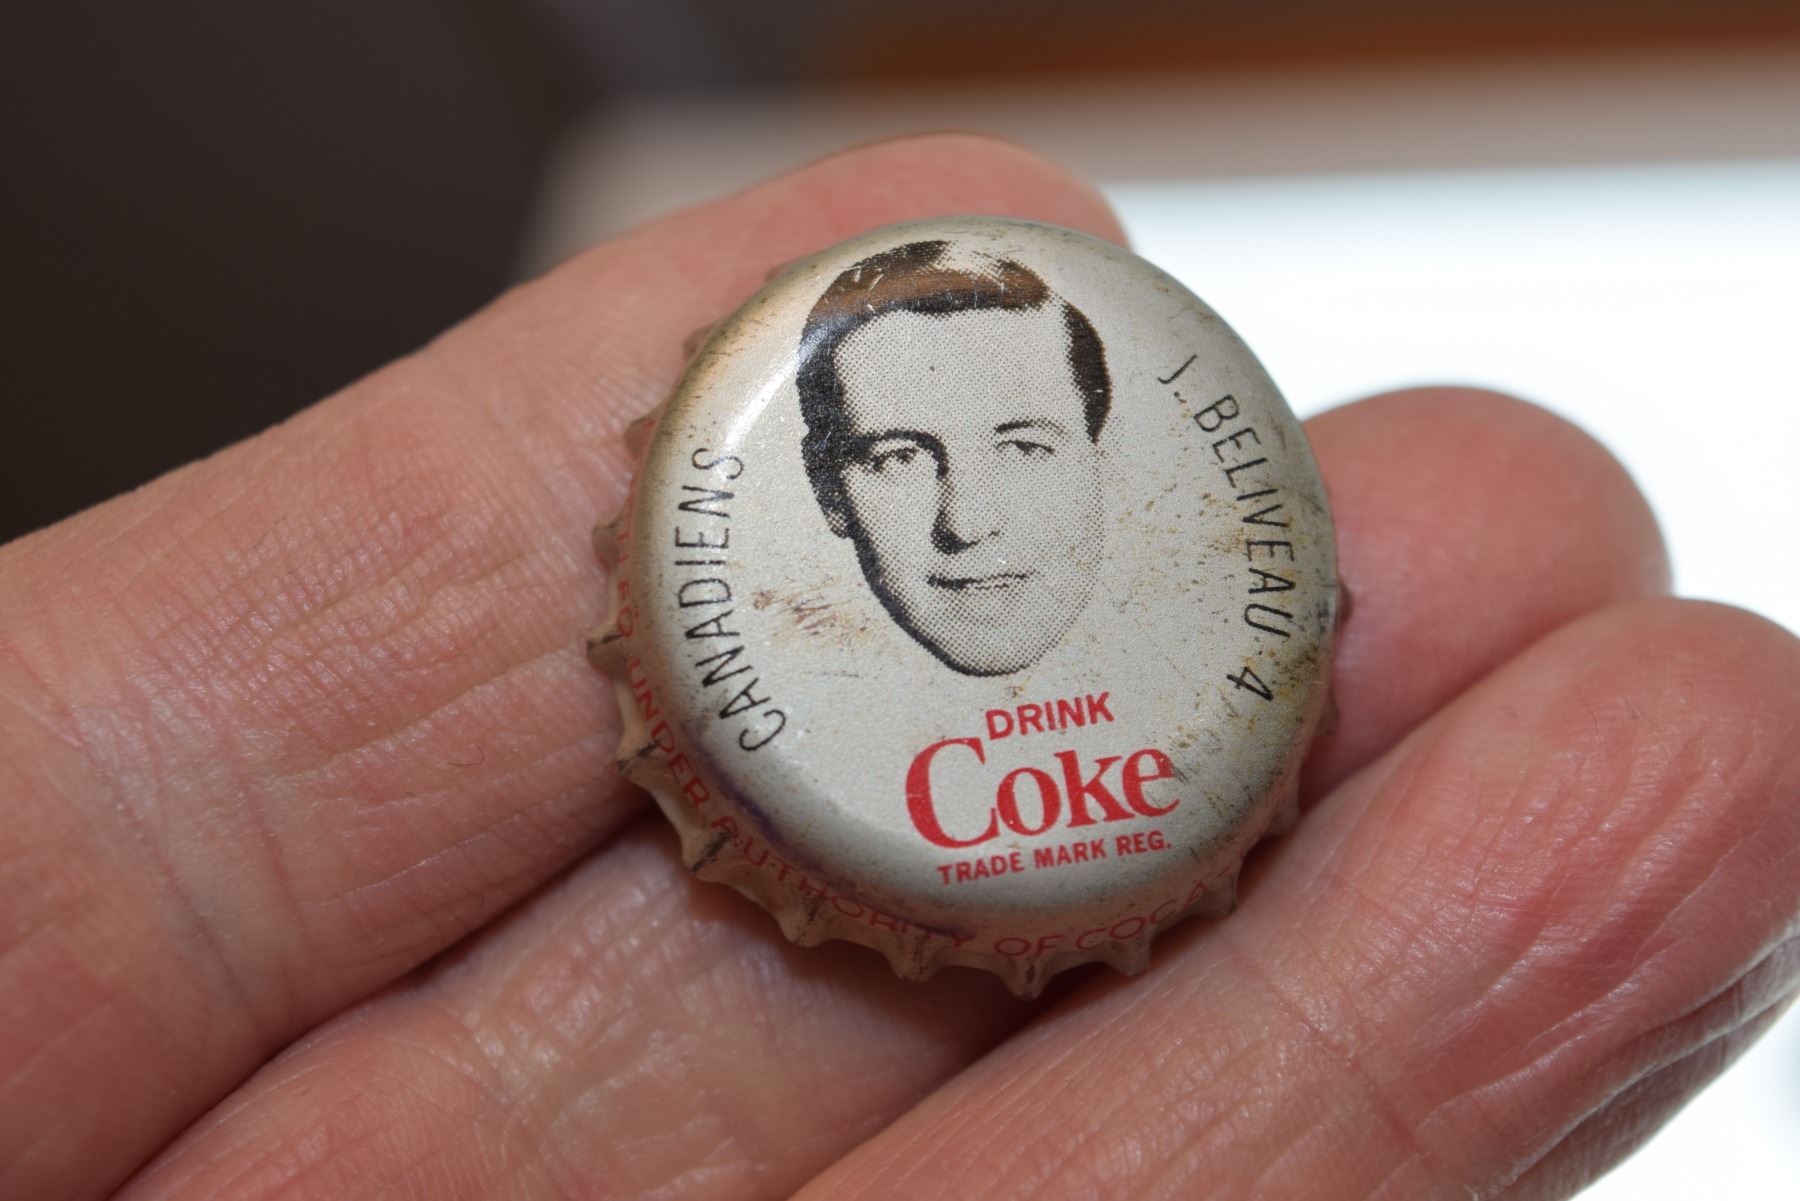 CANADIENS
J. BELIVEAU 4
DRINK
Coke
TRADE MARK REG.
UNDER AUTHORITY OF COCA-